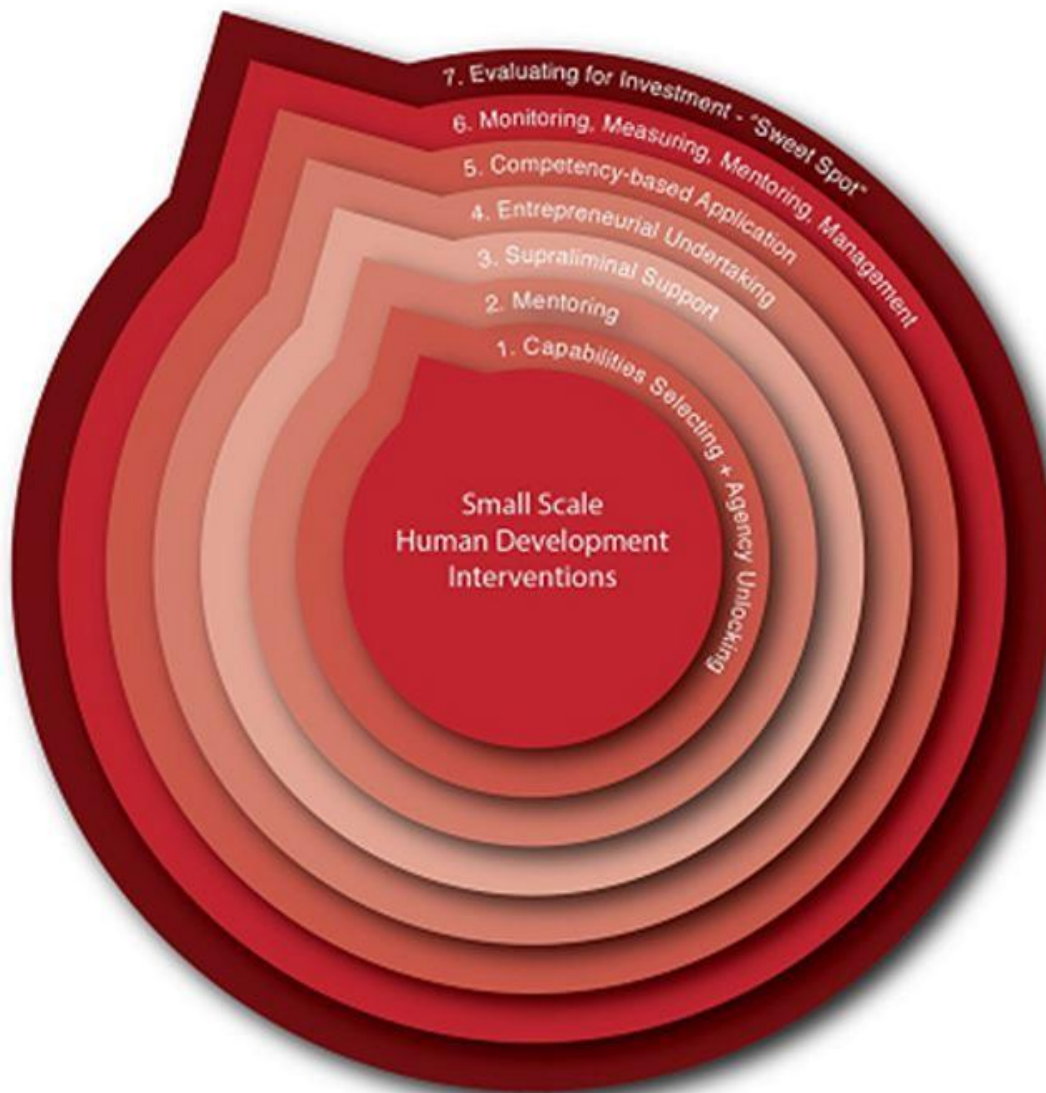 7. Evaluating for Investment - "Sweet Spot"
6. Monitoring, Measuring, Mentoring, Management
5. Competency-based Application
4. Entrepreneurial Undertaking
3. Supraliminal Support
2. Mentoring
1. Capabilities Selecting + Agency Unlocking
Small Scale
Human Development
Interventions